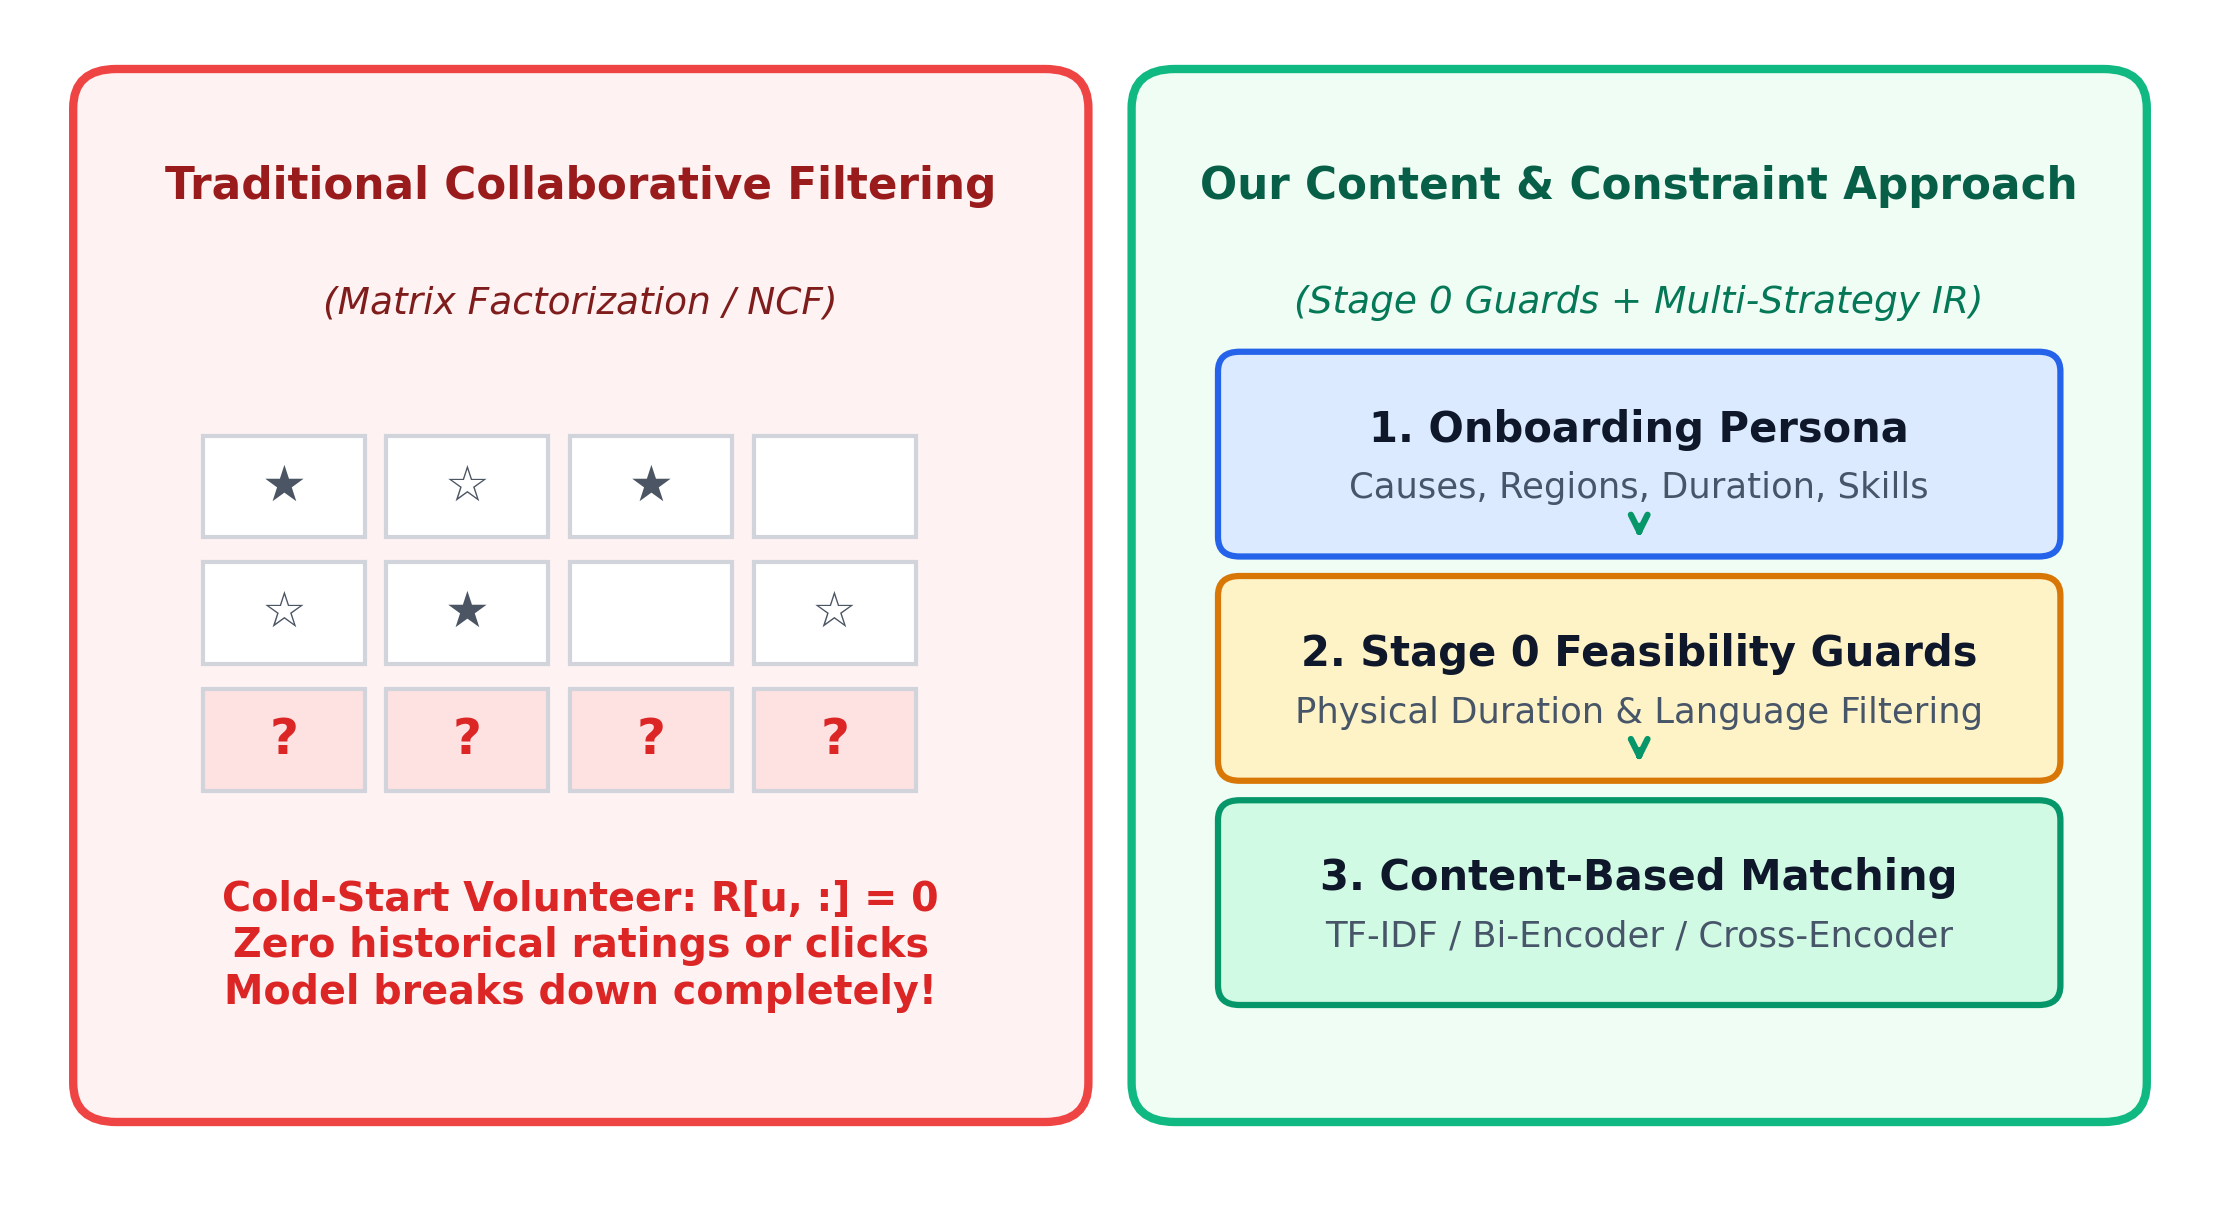 Traditional Collaborative Filtering
(Matrix Factorization / NCF)
★ ☆ ★
☆ ★ ☆
? ? ? ?
Cold-Start Volunteer: R[u, :] = 0
Zero historical ratings or clicks
Model breaks down completely!
Our Content & Constraint Approach
(Stage 0 Guards + Multi-Strategy IR)
1. Onboarding Persona
Causes, Regions, Duration, Skills
2. Stage 0 Feasibility Guards
Physical Duration & Language Filtering
3. Content-Based Matching
TF-IDF / Bi-Encoder / Cross-Encoder